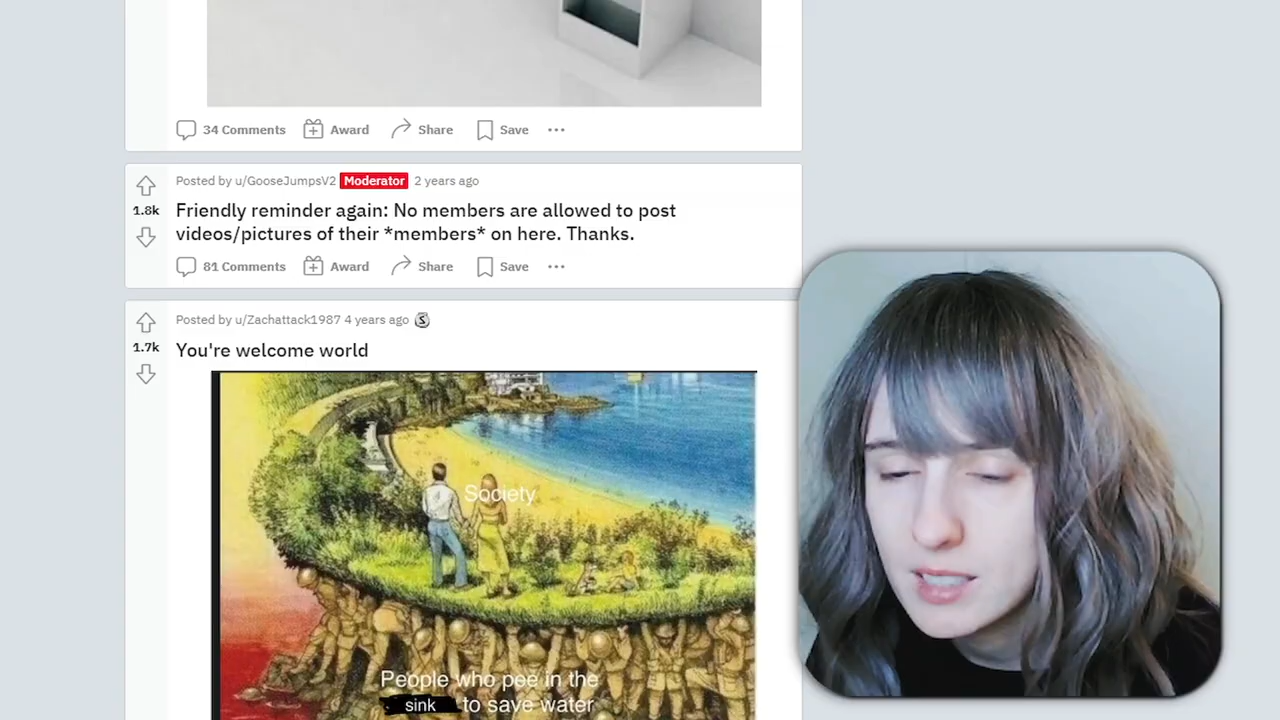 34 Comments Award Share Save
Posted by u/GooseJumpsV2 Moderator 2 years ago
1.8k
Friendly reminder again: No members are allowed to post
videos/pictures of their *members* on here. Thanks.
81 Comments Award Share Save
Posted by u/Zachattack1987 4 years ago
1.7k
You're welcome world
Society
People who pee in the
sink to save water